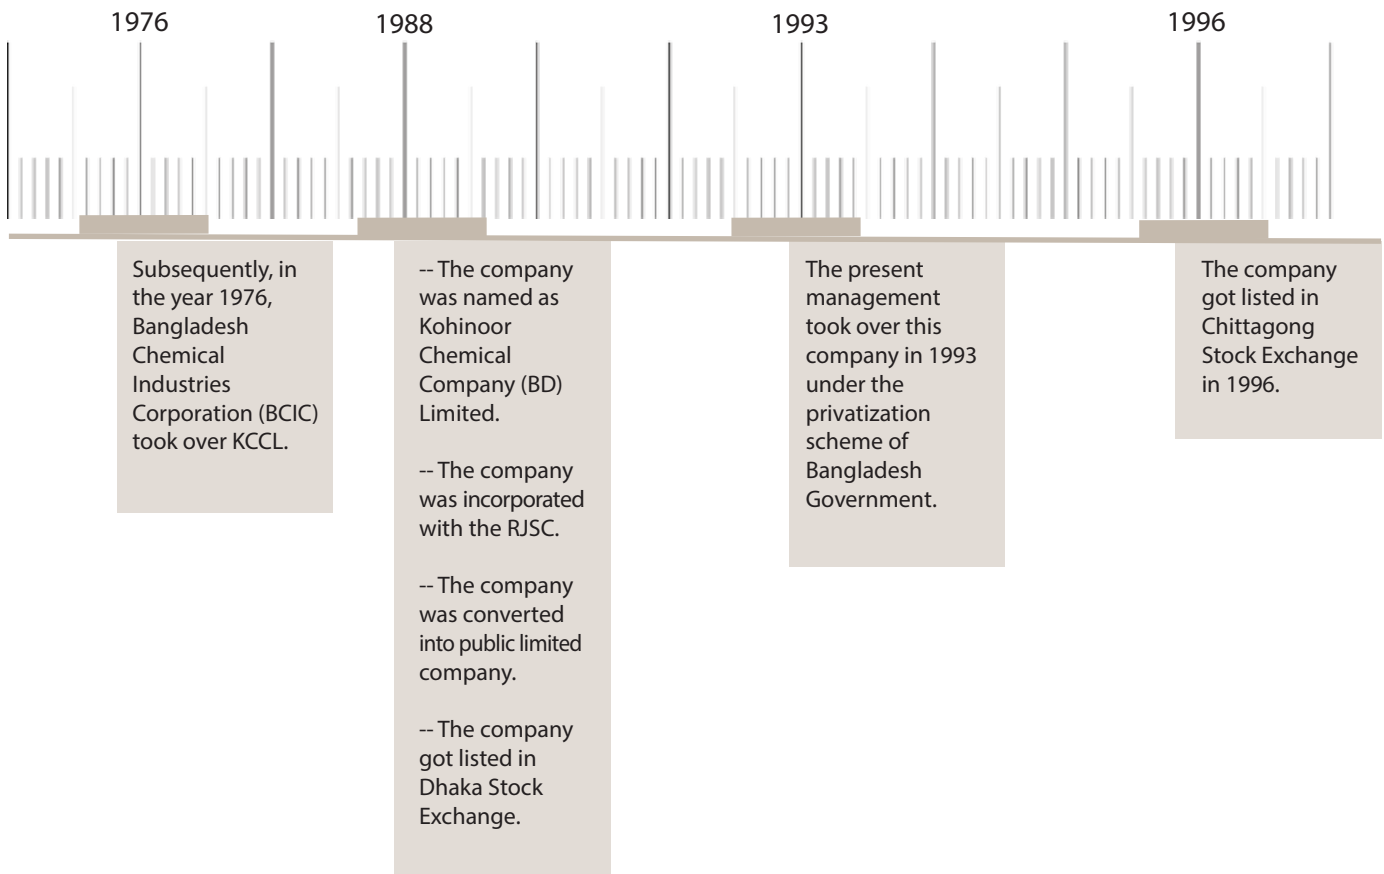 1976
1988
1993
1996
Subsequently, in
the year 1976,
Bangladesh
Chemical
Industries
Corporation (BCIC)
took over KCCL.
-- The company
was named as
Kohinoor
Chemical
Company (BD)
Limited.
-- The company
was incorporated
with the RJSC.
-- The company
was converted
into public limited
company.
-- The company
got listed in
Dhaka Stock
Exchange.
The present
management
took over this
company in 1993
under the
privatization
scheme of
Bangladesh
Government.
The company
got listed in
Chittagong
Stock Exchange
in 1996.